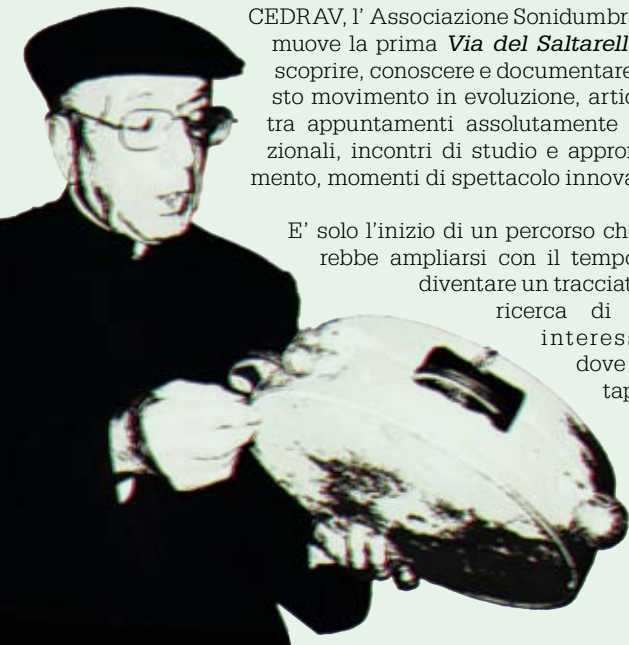 CEDRAV, l' Associazione Sonidumbra
muove la prima Via del Saltarell
scoprire, conoscere e documentare
sto movimento in evoluzione, artic
tra appuntamenti assolutamente
zionali, incontri di studio e appro
mento, momenti di spettacolo innova
E' solo l'inizio di un percorso che
rebbe ampliarsi con il tempo
diventare un tracciat
ricerca di
interess
dove
tap